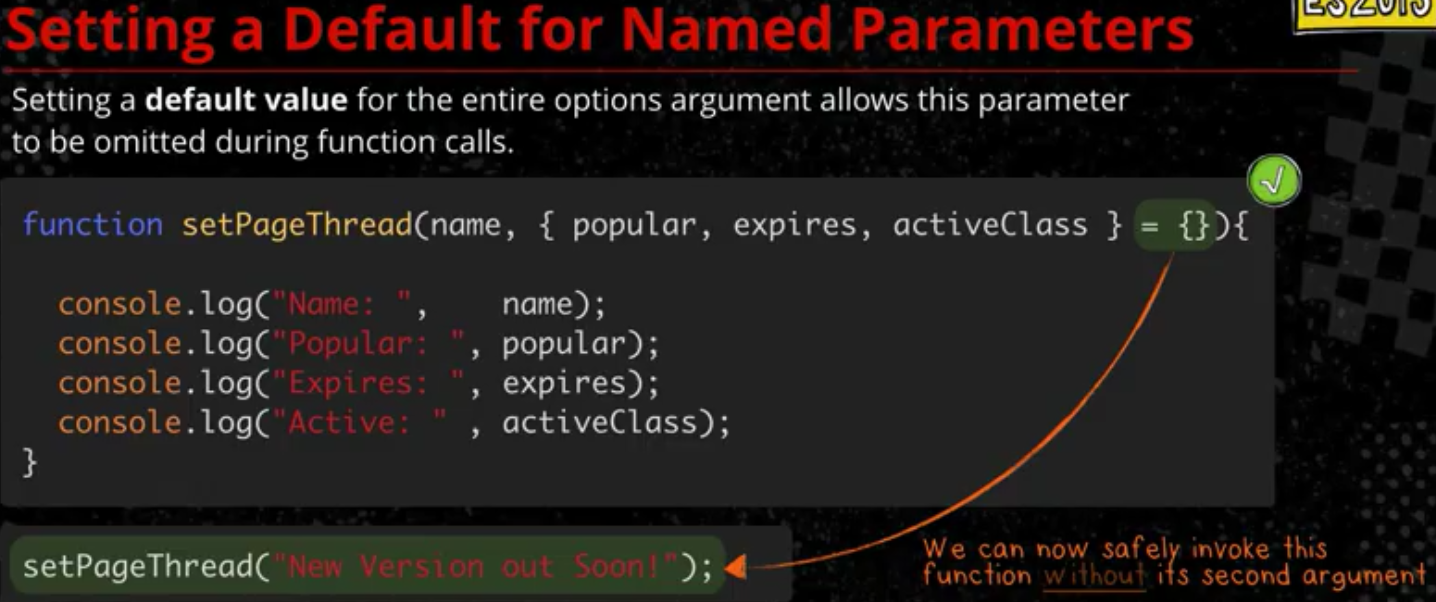 Setting a Default for Named Parameters
ES2015
Setting a default value for the entire options argument allows this parameter
to be omitted during function calls.
function setPageThread(name, { popular, expires, activeClass } = {}){
console.log("Name: ",    name);
console.log("Popular: ", popular);
console.log("Expires: ", expires);
console.log("Active: " , activeClass);
}
setPageThread("New Version out Soon!");
We can now safely invoke this
function without its second argument